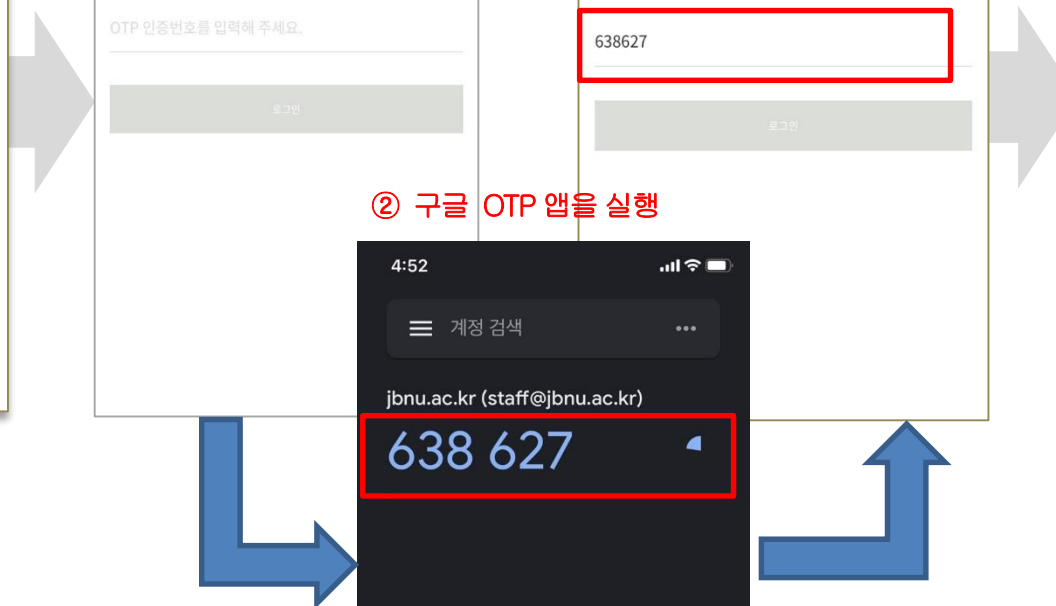 OTP 인증번호를 입력해 주세요.
로그인
638627
로그인
② 구글 OTP 앱을 실행
4:52
계정 검색
jbnu.ac.kr (staff@jbnu.ac.kr)
638 627